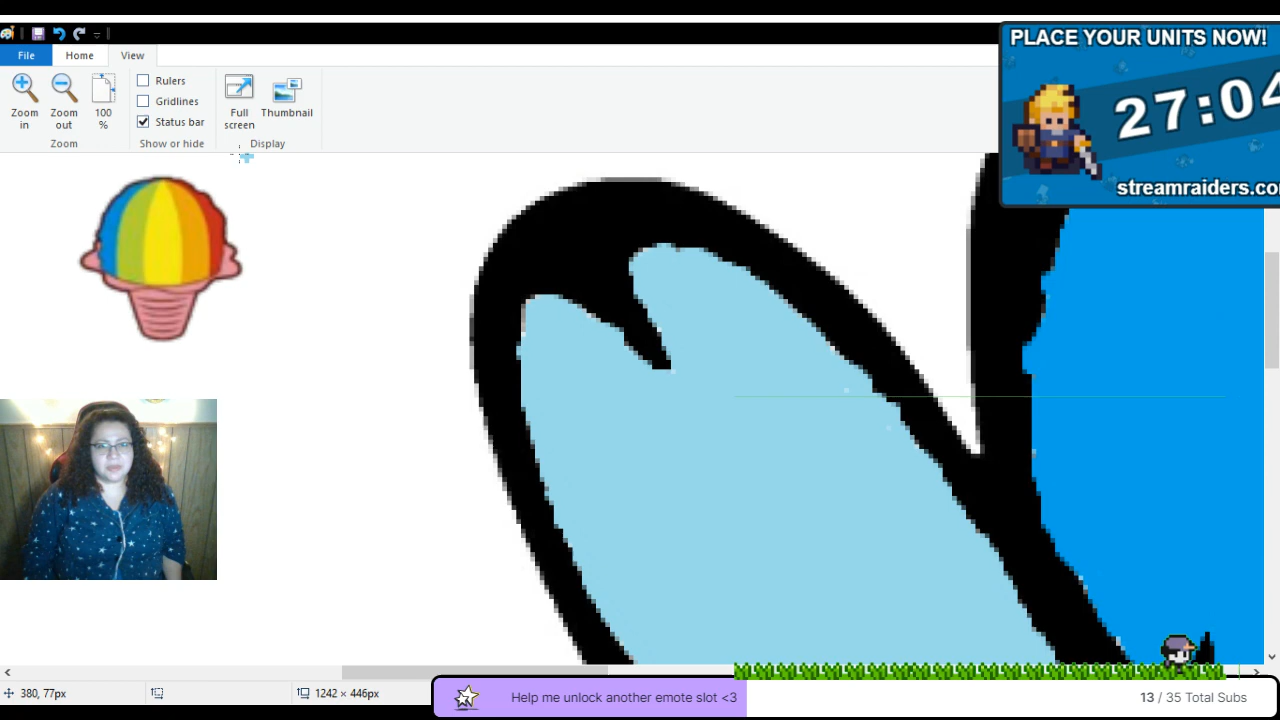 File Home View
Zoom in
Zoom out
100 %
Rulers
Gridlines
Status bar
Full screen
Thumbnail
Zoom
Show or hide
Display
PLACE YOUR UNITS NOW!
27:04
streamraiders.co
380, 77px
1242 × 446px
Help me unlock another emote slot <3
13 / 35 Total Subs